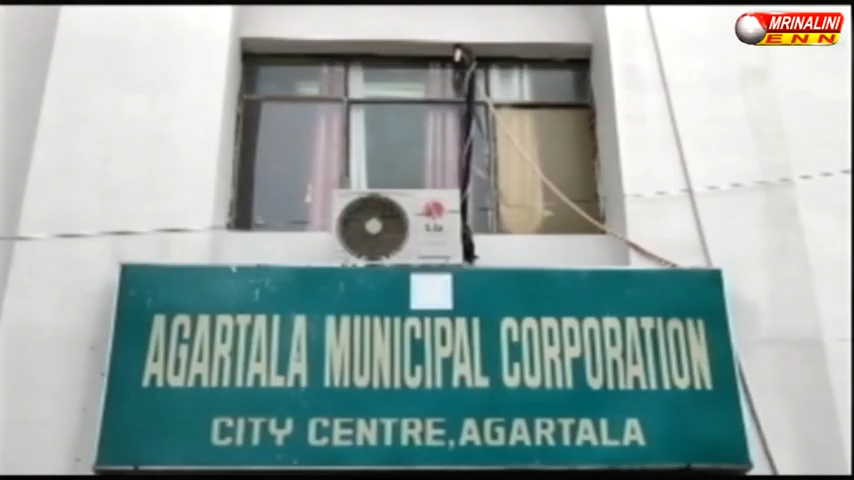 MRINALINI
ENN
AGARTALA MUNICIPAL CORPORATION
CITY CENTRE, AGARTALA